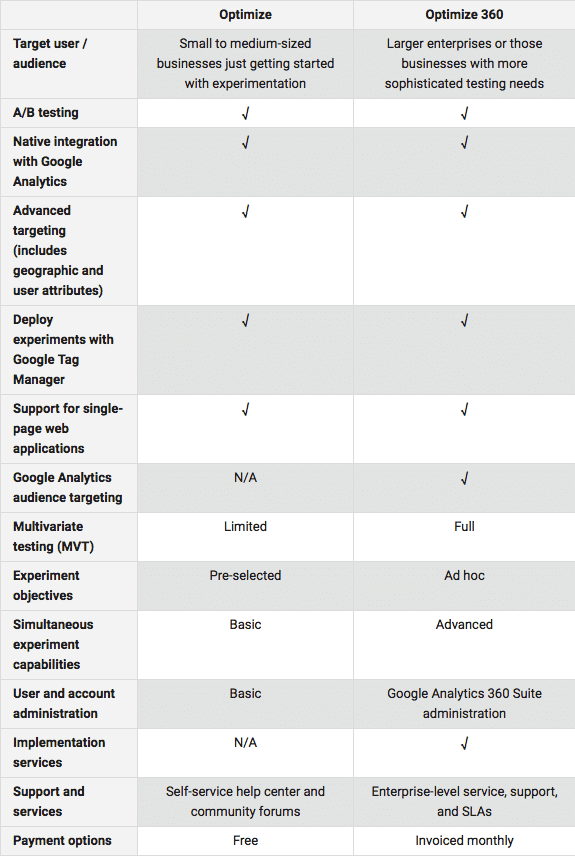 Optimize Optimize 360
Target user / Small to medium-sized Larger enterprises or those
audience businesses just getting started businesses with more
with experimentation sophisticated testing needs
A/B testing √ √
Native integration √ √
with Google
Analytics
Advanced √ √
targeting
(includes
geographic and
user attributes)
Deploy √ √
experiments with
Google Tag
Manager
Support for single- √ √
page web
applications
Google Analytics N/A √
audience targeting
Multivariate Limited Full
testing (MVT)
Experiment Pre-selected Ad hoc
objectives
Simultaneous Basic Advanced
experiment
capabilities
User and account Basic Google Analytics 360 Suite
administration administration
Implementation N/A √
services
Support and Self-service help center and Enterprise-level service, support,
services community forums and SLAs
Payment options Free Invoiced monthly